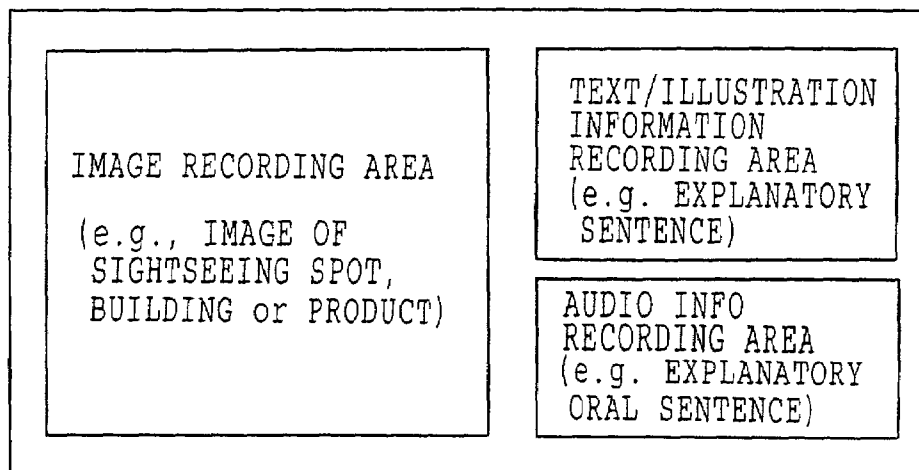 IMAGE RECORDING AREA
(e.g., IMAGE OF
SIGHTSEEING SPOT,
BUILDING or PRODUCT)
TEXT/ILLUSTRATION
INFORMATION
RECORDING AREA
(e.g. EXPLANATORY
SENTENCE)
AUDIO INFO
RECORDING AREA
(e.g. EXPLANATORY
ORAL SENTENCE)